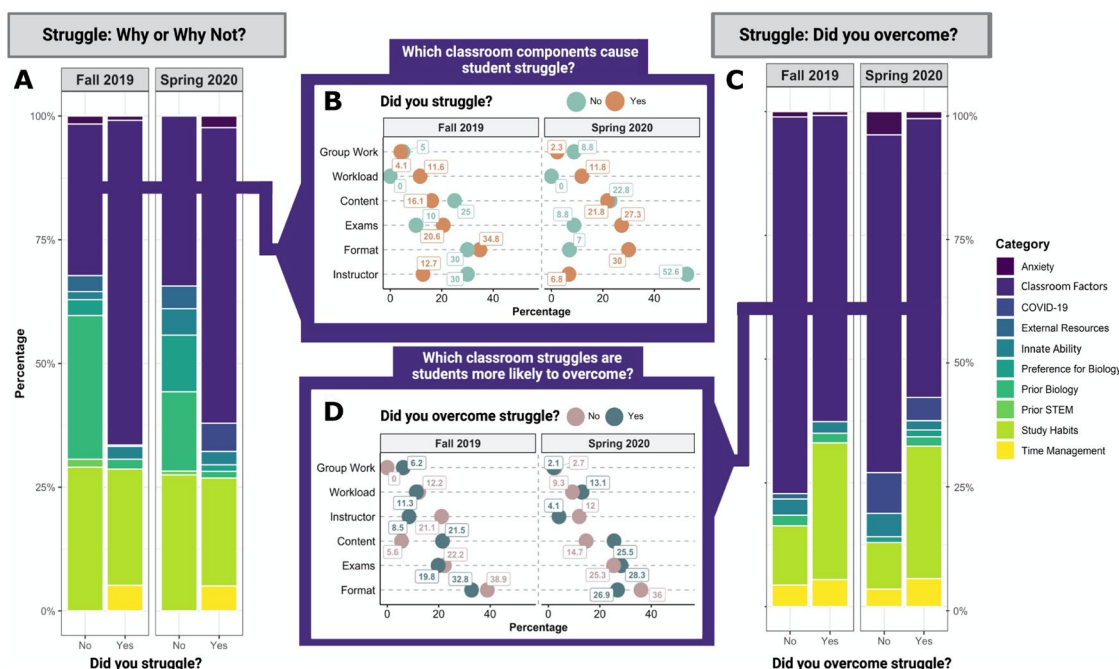 Struggle: Why or Why Not?
A
Fall 2019
Spring 2020
100%
75%
50%
25%
0%
Percentage
No
Yes
No
Yes
Did you struggle?
Which classroom components cause
student struggle?
B
Did you struggle?
No
Yes
Fall 2019
Spring 2020
Group Work
5
2.3
8.8
Workload
4.1
11.6
0
11.8
0
Content
16.1
25
22.8
21.8
Exams
10
20.6
8.8
27.3
Format
34.8
30
7
30
Instructor
12.7
30
6.8
52.6
0
20
40
0
20
40
Percentage
Which classroom struggles are
students more likely to overcome?
D
Did you overcome struggle?
No
Yes
Fall 2019
Spring 2020
Group Work
6.2
0
2.1
2.7
Workload
12.2
11.3
9.3
13.1
Instructor
8.5
21.1
4.1
12
Content
5.6
21.5
14.7
25.5
Exams
22.2
19.8
25.3
28.3
Format
32.8
38.9
26.9
36
0
20
40
0
20
40
Percentage
Struggle: Did you overcome?
C
Fall 2019
Spring 2020
100%
75%
50%
25%
0%
No
Yes
No
Yes
Did you overcome struggle?
Category
Anxiety
Classroom Factors
COVID-19
External Resources
Innate Ability
Preference for Biology
Prior Biology
Prior STEM
Study Habits
Time Management